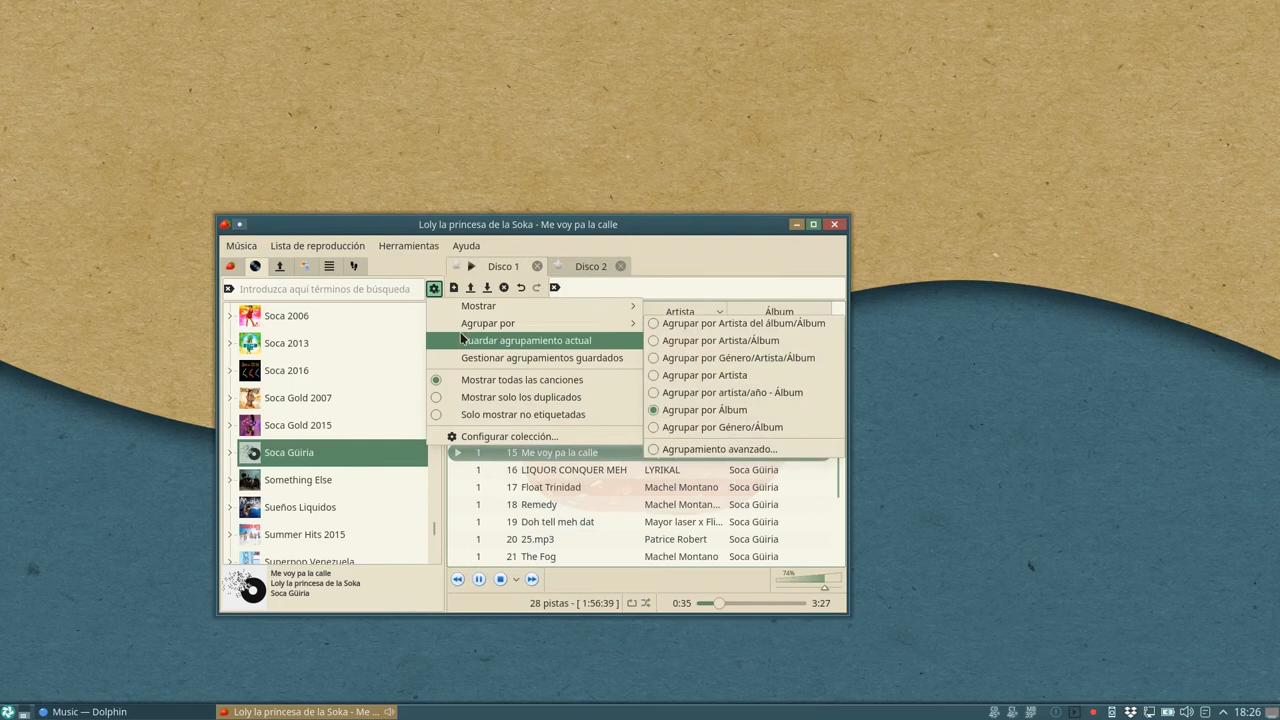 Loly la princesa de la Soka - Me voy pa la calle
Música Lista de reproducción Herramientas Ayuda
Disco 1 Disco 2
Introduzca aquí términos de búsqueda
Artista Álbum
Soca 2006
Soca 2013
Soca 2016
Soca Gold 2007
Soca Gold 2015
Soca Güiria
Something Else
Sueños Liquidos
Summer Hits 2015
Superpop Venezuela
Mostrar
Agrupar por
Guardar agrupamiento actual
Gestionar agrupamientos guardados
Mostrar todas las canciones
Mostrar solo los duplicados
Solo mostrar no etiquetadas
Configurar colección...
Agrupar por Artista del álbum/Álbum
Agrupar por Artista/Álbum
Agrupar por Género/Artista/Álbum
Agrupar por Artista
Agrupar por artista/año - Álbum
Agrupar por Álbum
Agrupar por Género/Álbum
Agrupamiento avanzado...
1 15 Me voy pa la calle
1 16 LIQUOR CONQUER MEH LYRIKAL Soca Güiria
1 17 Float Trinidad Machel Montano Soca Güiria
1 18 Remedy Machel Montan... Soca Güiria
1 19 Doh tell meh dat Mayor laser x Fli... Soca Güiria
1 20 25.mp3 Patrice Robert Soca Güiria
1 21 The Fog Machel Montano Soca Güiria
Me voy pa la calle
Loly la princesa de la Soka
Soca Güiria
74%
28 pistas - [ 1:56:39 ] 0:35 3:27
Music — Dolphin Loly la princesa de la Soka - Me ... 18:26